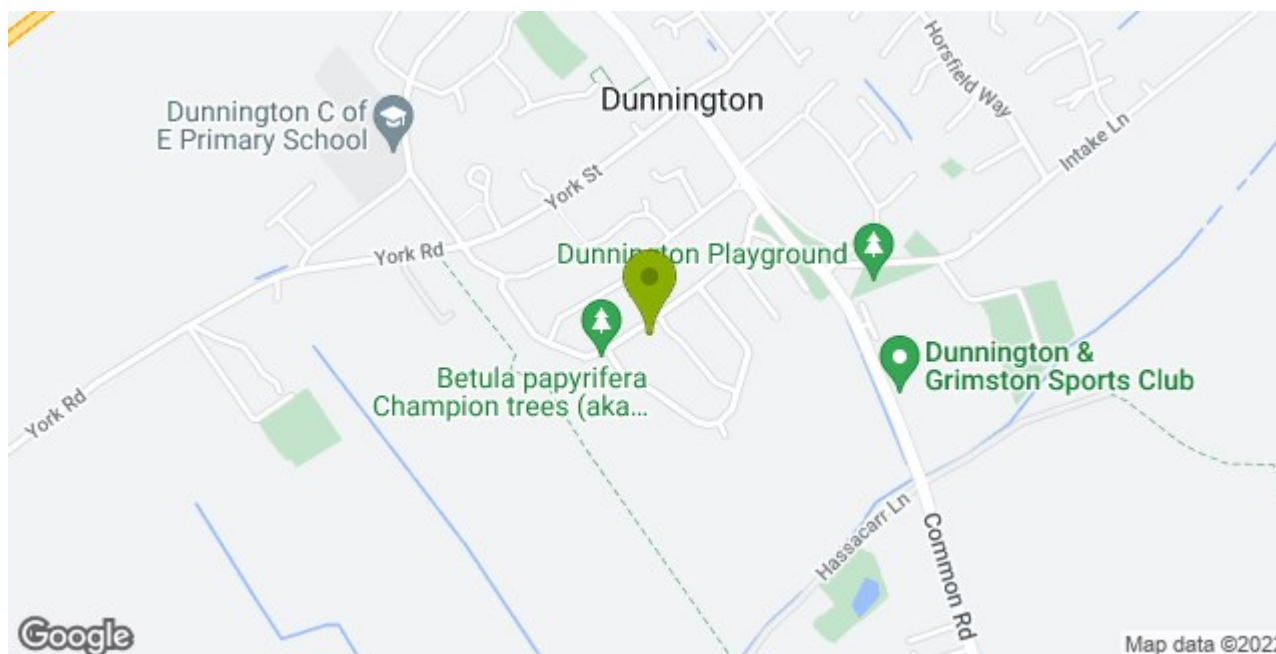 Dunnington
Horsfield Way
Dunnington C of
E Primary School
Intake Ln
York St
York Rd
Dunnington Playground
Betula papyrifera
Champion trees (aka...
Dunnington &
Grimston Sports Club
York Rd
Hassacarr Ln
Common Rd
Google
Map data ©2022